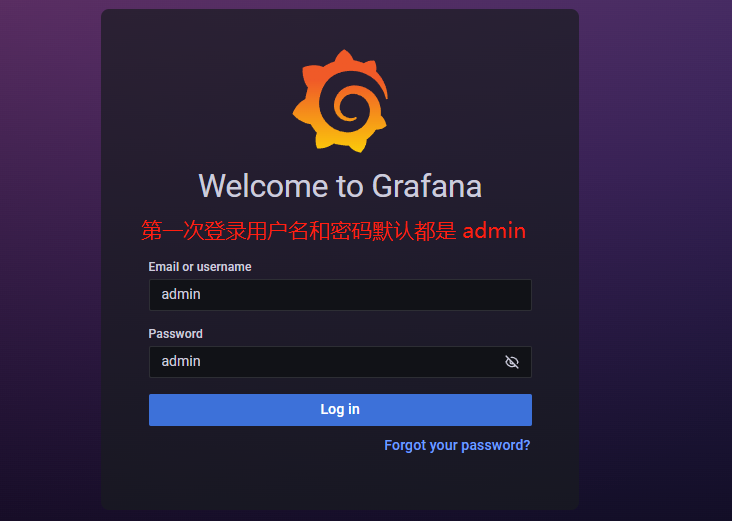 Welcome to Grafana
第一次登录用户名和密码默认都是 admin
Email or username
admin
Password
admin
Log in
Forgot your password?